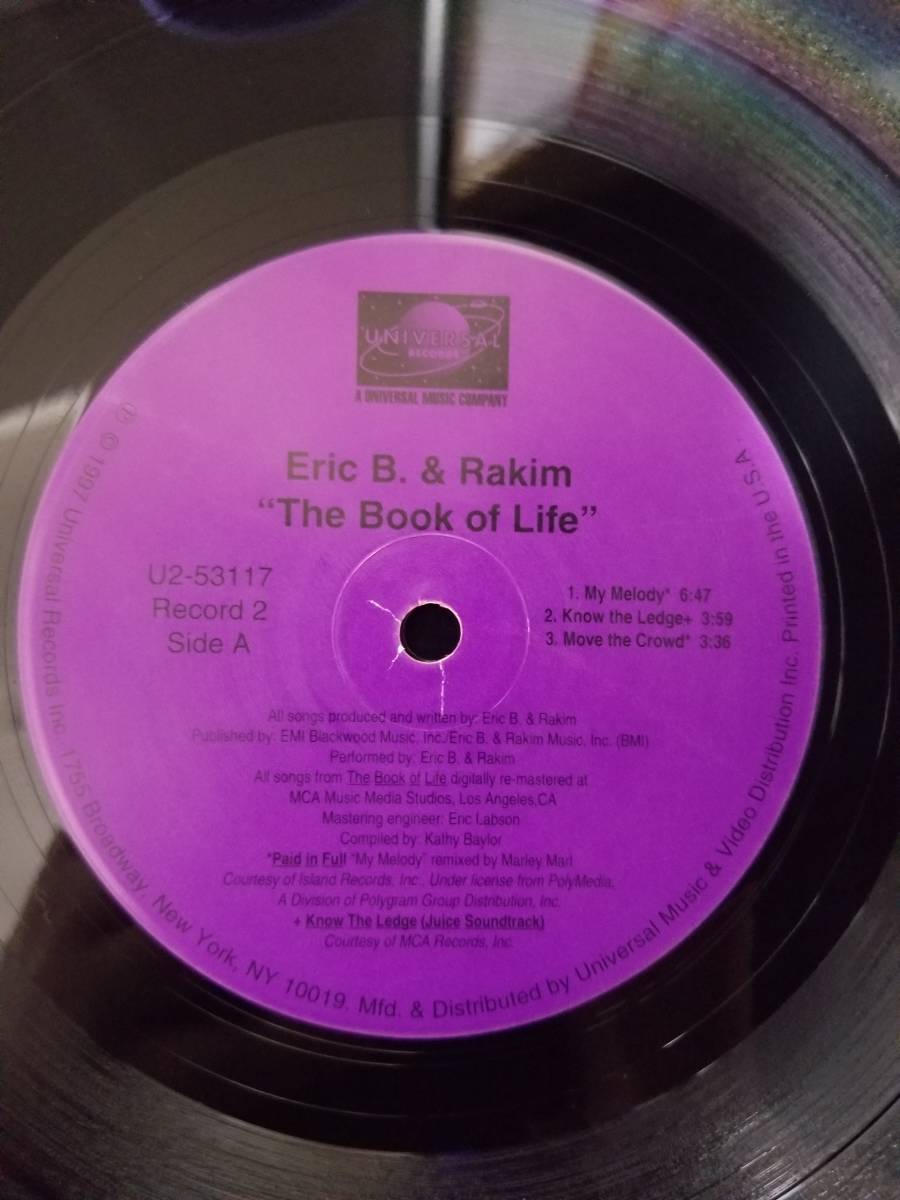 UNIVERSAL
RECORDS
A UNIVERSAL MUSIC COMPANY
Eric B. & Rakim
“The Book of Life”
U2-53117
Record 2
Side A
1. My Melody* 6:47
2. Know the Ledge+ 3:59
3. Move the Crowd* 3:36
All songs produced and written by: Eric B. & Rakim
Published by: EMI Blackwood Music, Inc./Eric B. & Rakim Music, Inc. (BMI)
Performed by: Eric B. & Rakim
All songs from The Book of Life digitally re-mastered at
MCA Music Media Studios, Los Angeles,CA
Mastering engineer: Eric Labson
Compiled by: Kathy Baylor
*Paid in Full “My Melody” remixed by Marley Marl
Courtesy of Island Records, Inc., Under license from PolyMedia,
A Division of Polygram Group Distribution, Inc.
+ Know The Ledge (Juice Soundtrack)
Courtesy of MCA Records, Inc.
℗ © 1997 Universal Records Inc. 1755 Broadway, New York, NY 10019. Mfd. & Distributed by Universal Music & Video Distribution Inc. Printed in the U.S.A.